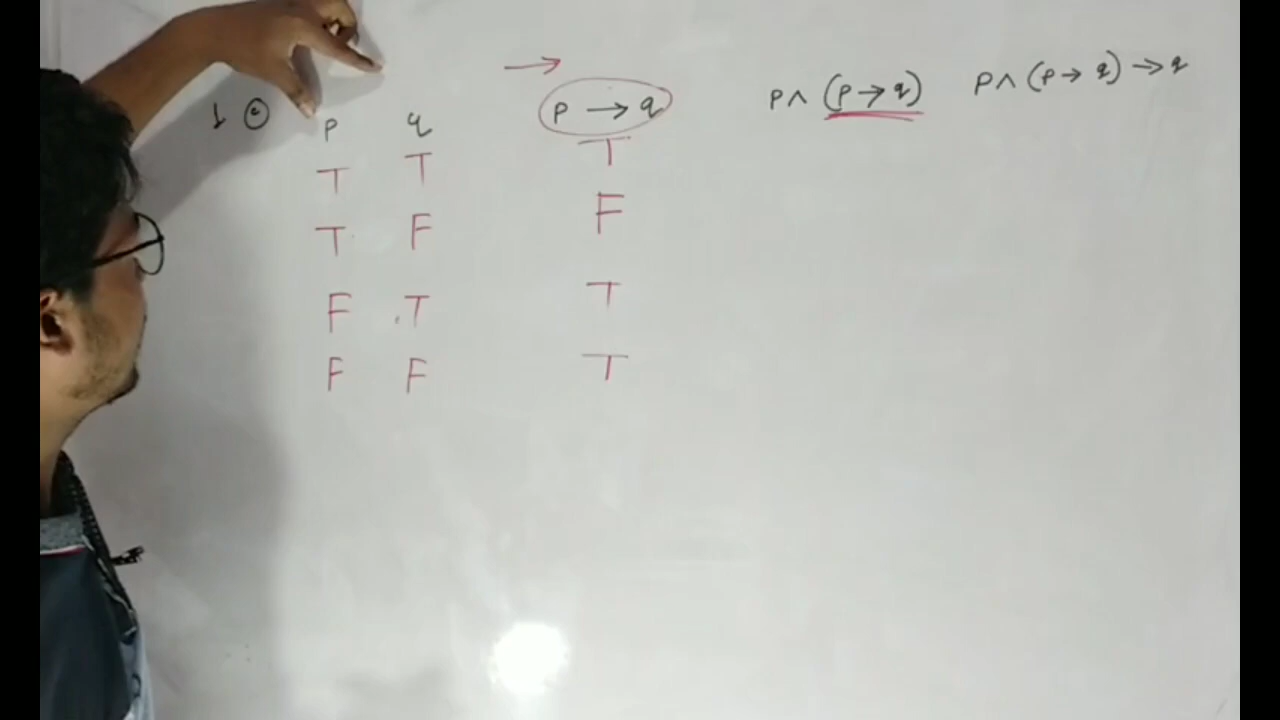 →
1 ⓒ p q p → q p ∧ (p → q) p ∧ (p → q) → q
T T T
T F F
F T T
F F T